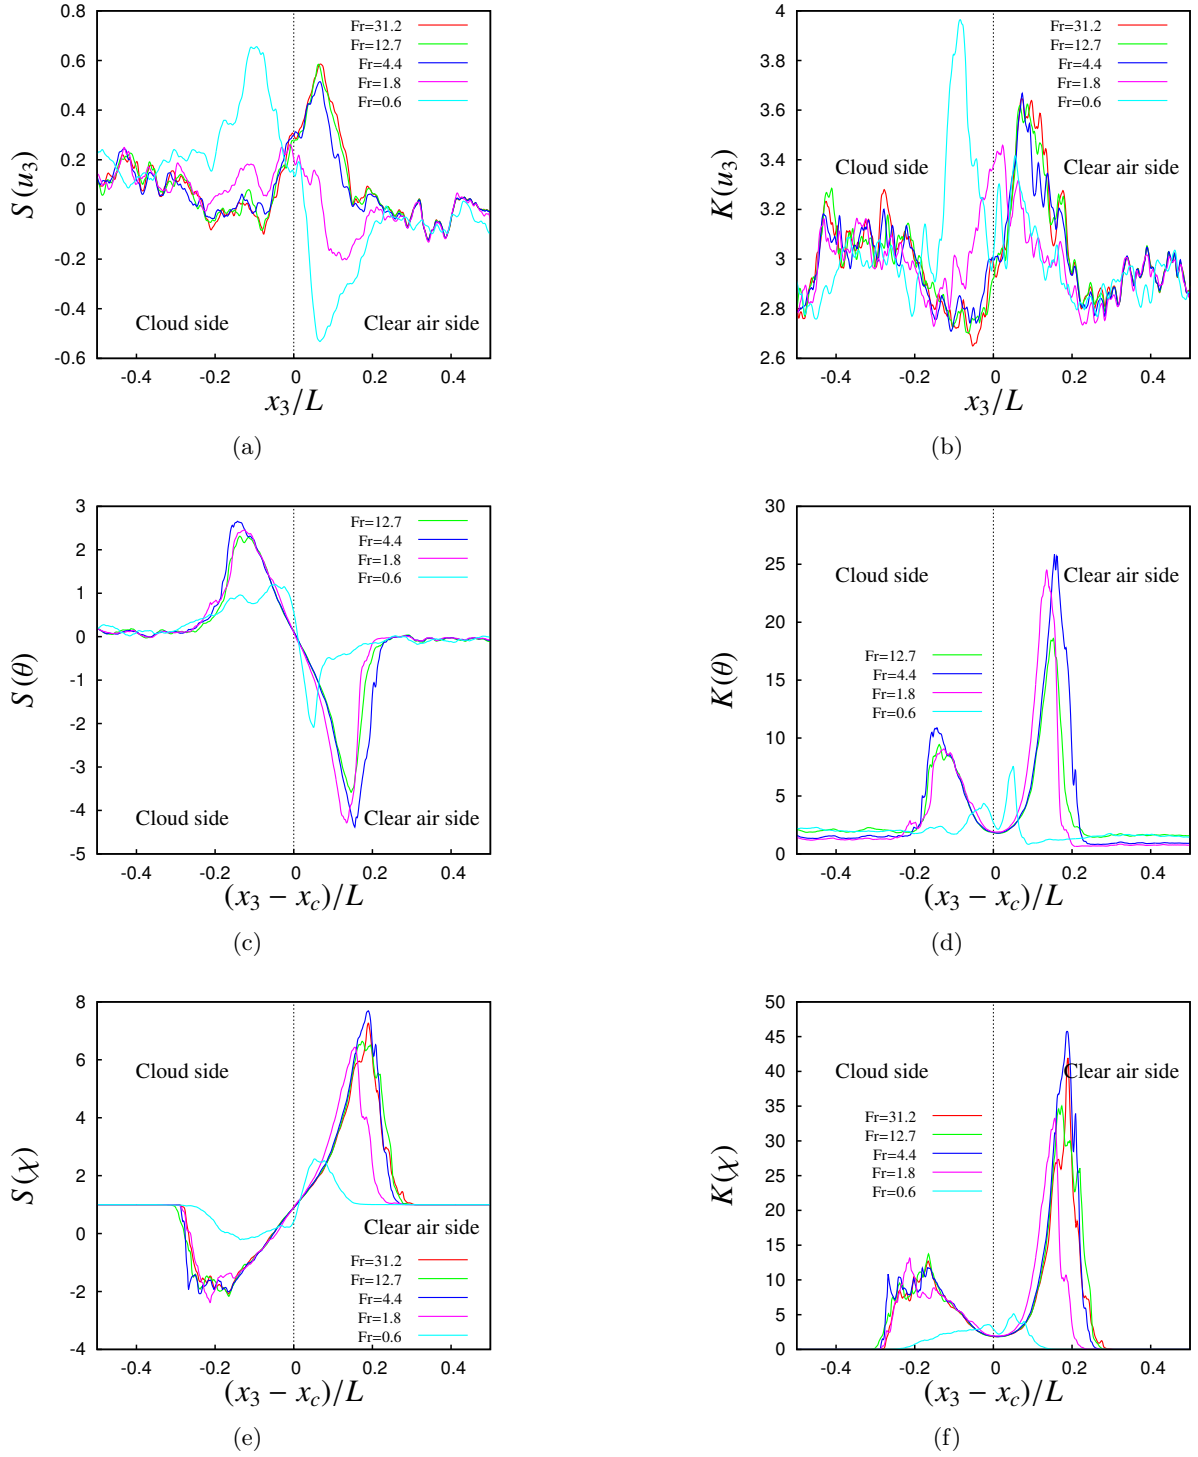 0.8
0.6
0.4
0.2
0
-0.2
-0.4
-0.6
S(u₃)
Fr=31.2
Fr=12.7
Fr=4.4
Fr=1.8
Fr=0.6
Cloud side
Clear air side
-0.4 -0.2 0 0.2 0.4
x₃/L
(a)
4
3.8
3.6
3.4
3.2
3
2.8
2.6
K(u₃)
Fr=31.2
Fr=12.7
Fr=4.4
Fr=1.8
Fr=0.6
Cloud side
Clear air side
-0.4 -0.2 0 0.2 0.4
x₃/L
(b)
3
2
1
0
-1
-2
-3
-4
-5
S(θ)
Fr=12.7
Fr=4.4
Fr=1.8
Fr=0.6
Cloud side
Clear air side
-0.4 -0.2 0 0.2 0.4
(x₃ − x_c)/L
(c)
30
25
20
15
10
5
0
K(θ)
Cloud side
Clear air side
Fr=12.7
Fr=4.4
Fr=1.8
Fr=0.6
-0.4 -0.2 0 0.2 0.4
(x₃ − x_c)/L
(d)
8
6
4
2
0
-2
-4
S(χ)
Cloud side
Clear air side
Fr=31.2
Fr=12.7
Fr=4.4
Fr=1.8
Fr=0.6
-0.4 -0.2 0 0.2 0.4
(x₃ − x_c)/L
(e)
50
45
40
35
30
25
20
15
10
5
0
K(χ)
Cloud side
Clear air side
Fr=31.2
Fr=12.7
Fr=4.4
Fr=1.8
Fr=0.6
-0.4 -0.2 0 0.2 0.4
(x₃ − x_c)/L
(f)